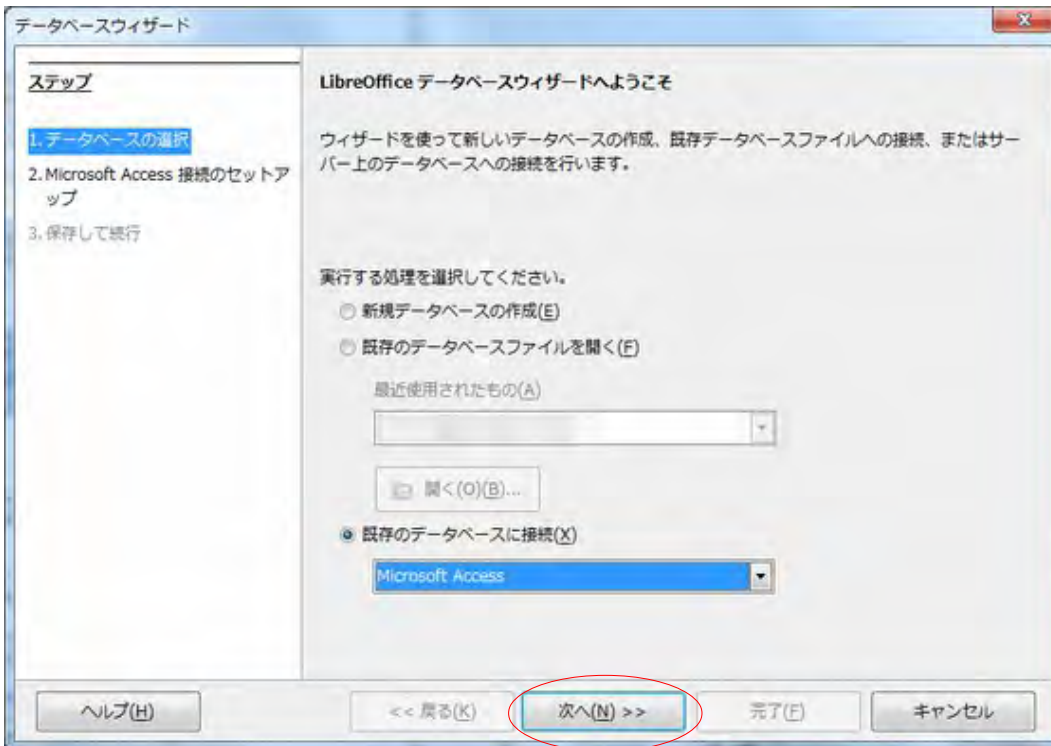 データベースウィザード
ステップ
1.データベースの選択
2.Microsoft Access 接続のセットア
ップ
3.保存して続行
LibreOffice データベースウィザードへようこそ
ウィザードを使って新しいデータベースの作成、既存データベースファイルへの接続、またはサー
バー上のデータベースへの接続を行います。
実行する処理を選択してください。
新規データベースの作成(E)
既存のデータベースファイルを開く(F)
最近使用されたもの(A)
開く(O)(B)...
既存のデータベースに接続(X)
Microsoft Access
ヘルプ(H)
<< 戻る(K)
次へ(N) >>
完了(F)
キャンセル